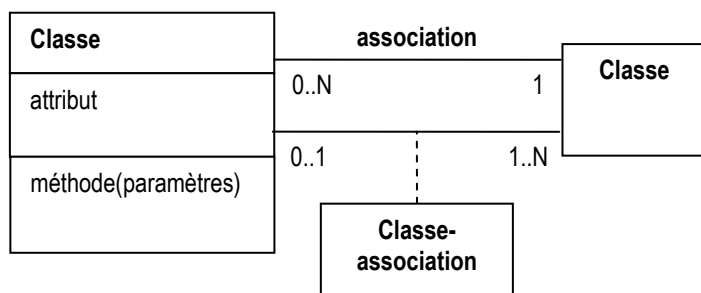 Classe
association
Classe
attribut
0..N 1
0..1 1..N
méthode(paramètres)
Classe-
association